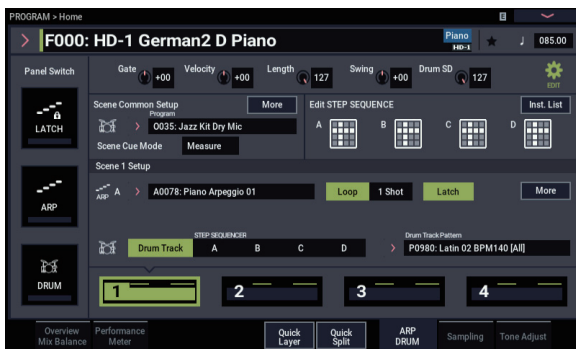 PROGRAM > Home E
F000: HD-1 German2 D Piano Piano HD-1 ♩ 085.00
Panel Switch Gate +00 Velocity +00 Length 127 Swing +00 Drum SD 127 EDIT
Scene Common Setup More Edit STEP SEQUENCE Inst. List
Program
O035: Jazz Kit Dry Mic A B C D
LATCH
Scene Cue Mode Measure
Scene 1 Setup
ARP A A0078: Piano Arpeggio 01 Loop 1 Shot Latch More
ARP
STEP SEQUENCER Drum Track Pattern
Drum Track A B C D P0980: Latin 02 BPM140 [All]
DRUM 1 2 3 4
Overview Mix Balance
Performance Meter
Quick Layer
Quick Split
ARP DRUM
Sampling
Tone Adjust